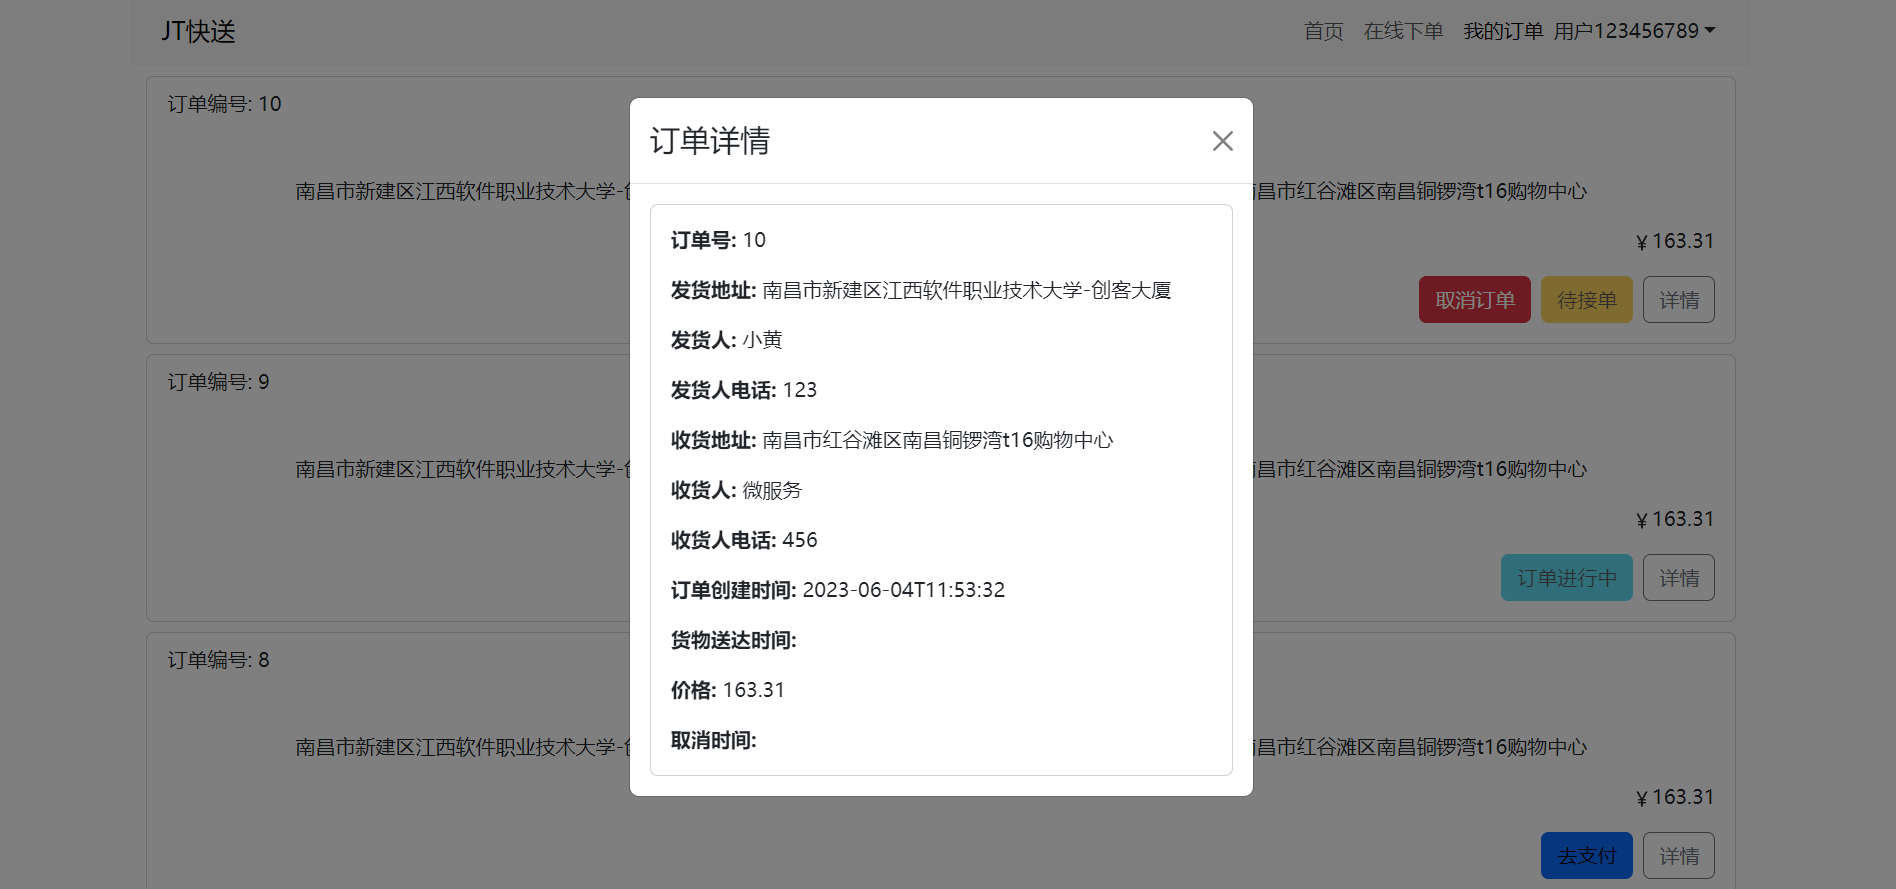 JT快送
首页 在线下单 我的订单 用户123456789
订单编号: 10
南昌市新建区江西软件职业技术大学-
昌市红谷滩区南昌铜锣湾t16购物中心
￥163.31
取消订单 待接单 详情
订单编号: 9
南昌市新建区江西软件职业技术大学-
昌市红谷滩区南昌铜锣湾t16购物中心
￥163.31
订单进行中 详情
订单编号: 8
南昌市新建区江西软件职业技术大学-
昌市红谷滩区南昌铜锣湾t16购物中心
￥163.31
去支付 详情
订单详情
订单号: 10
发货地址: 南昌市新建区江西软件职业技术大学-创客大厦
发货人: 小黄
发货人电话: 123
收货地址: 南昌市红谷滩区南昌铜锣湾t16购物中心
收货人: 微服务
收货人电话: 456
订单创建时间: 2023-06-04T11:53:32
货物送达时间:
价格: 163.31
取消时间: